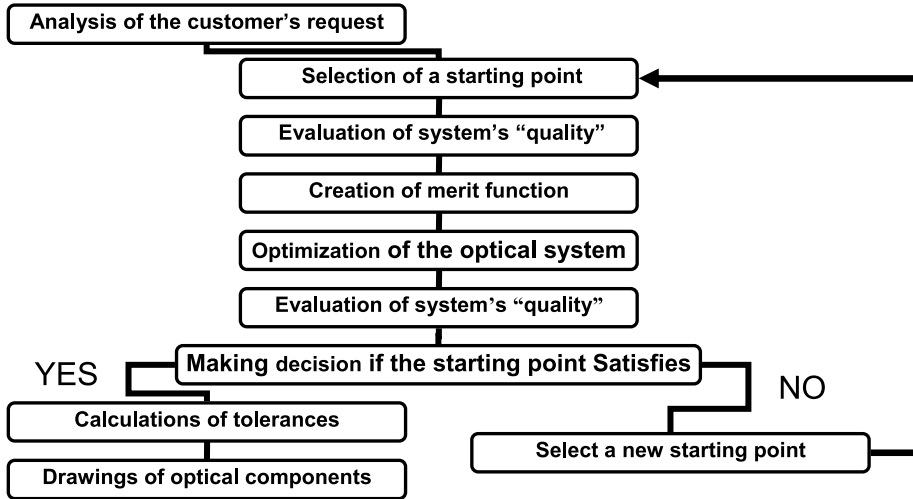 Analysis of the customer’s request
Selection of a starting point
Evaluation of system’s “quality”
Creation of merit function
Optimization of the optical system
Evaluation of system’s “quality”
Making decision if the starting point Satisfies
YES
NO
Calculations of tolerances
Select a new starting point
Drawings of optical components